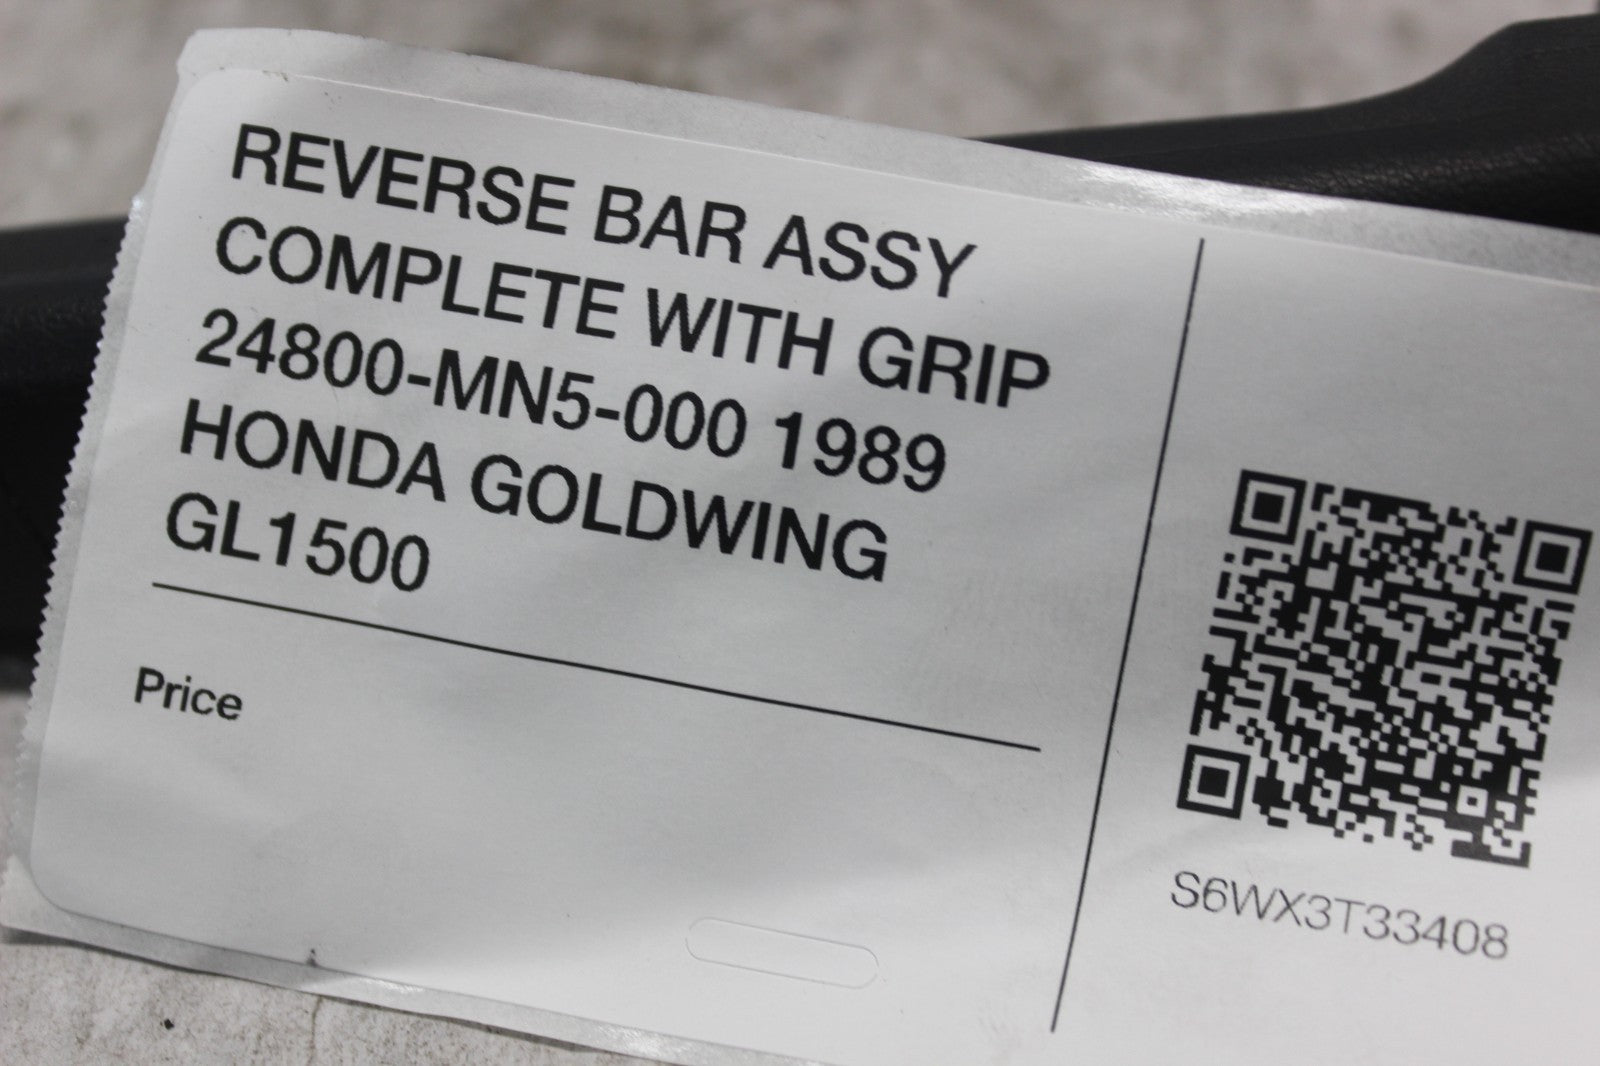 REVERSE BAR ASSY
COMPLETE WITH GRIP
24800-MN5-000 1989
HONDA GOLDWING
GL1500
Price
S6WX3T33408